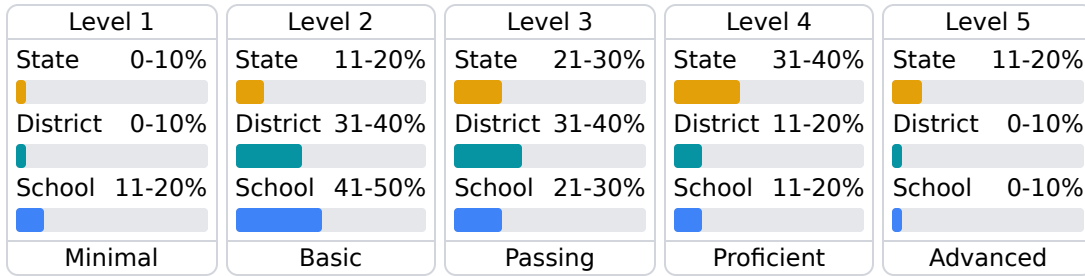 Level 1
State 0-10%
District 0-10%
School 11-20%
Minimal
Level 2
State 11-20%
District 31-40%
School 41-50%
Basic
Level 3
State 21-30%
District 31-40%
School 21-30%
Passing
Level 4
State 31-40%
District 11-20%
School 11-20%
Proficient
Level 5
State 11-20%
District 0-10%
School 0-10%
Advanced